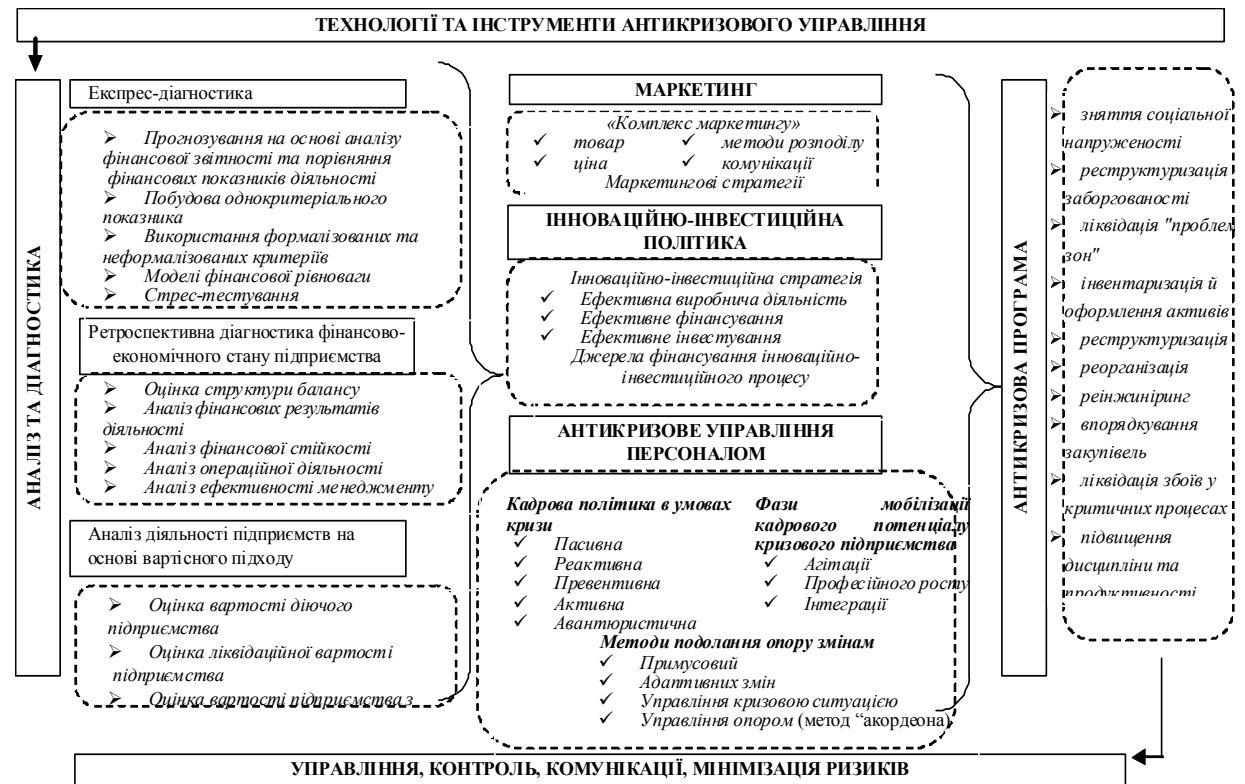 ТЕХНОЛОГІЇ ТА ІНСТРУМЕНТИ АНТИКРИЗОВОГО УПРАВЛІННЯ
АНАЛІЗ ТА ДІАГНОСТИКА
Експрес-діагностика
➢ Прогнозування на основі аналізу
фінансової звітності та порівняння
фінансових показників діяльності
➢ Побудова однокритеріального
показника
➢ Використання формалізованих та
неформалізованих критеріїв
➢ Моделі фінансової рівноваги
➢ Стрес-тестування
Ретроспективна діагностика фінансово-
економічного стану підприємства
➢ Оцінка структури балансу
➢ Аналіз фінансових результатів
діяльності
➢ Аналіз фінансової стійкості
➢ Аналіз операційної діяльності
➢ Аналіз ефективності менеджменту
Аналіз діяльності підприємств на
основі вартісного підходу
➢ Оцінка вартості діючого
підприємства
➢ Оцінка ліквідаційної вартості
підприємства
➢ Оцінка вартості підприємства з
МАРКЕТИНГ
«Комплекс маркетингу»
✓ товар ✓ методи розподілу
✓ ціна ✓ комунікації
Маркетингові стратегії
ІННОВАЦІЙНО-ІНВЕСТИЦІЙНА
ПОЛІТИКА
Інноваційно-інвестиційна стратегія
✓ Ефективна виробнича діяльність
✓ Ефективне фінансування
✓ Ефективне інвестування
Джерела фінансування інноваційно-
інвестиційного процесу
АНТИКРИЗОВЕ УПРАВЛІННЯ
ПЕРСОНАЛОМ
Кадрова політика в умовах
кризи
✓ Пасивна
✓ Реактивна
✓ Превентивна
✓ Активна
✓ Авантюристична
Фази мобілізації
кадрового потенціалу
кризового підприємства
✓ Агітації
✓ Професійного росту
✓ Інтеграції
Методи подолання опору змінам
✓ Примусовий
✓ Адаптивних змін
✓ Управління кризовою ситуацією
✓ Управління опором (метод “акордеона)
АНТИКРИЗОВА ПРОГРАМА
➢ зняття соціальної
напруженості
➢ реструктуризація
заборгованості
➢ ліквідація "проблем
зон"
➢ інвентаризація й
оформлення активів
➢ реструктуризація
➢ реорганізація
➢ реінжиніринг
➢ впорядкування
закупівель
➢ ліквідація збоїв у
критичних процесах
➢ підвищення
дисципліни та
продуктивності
УПРАВЛІННЯ, КОНТРОЛЬ, КОМУНІКАЦІЇ, МІНІМІЗАЦІЯ РИЗИКІВ